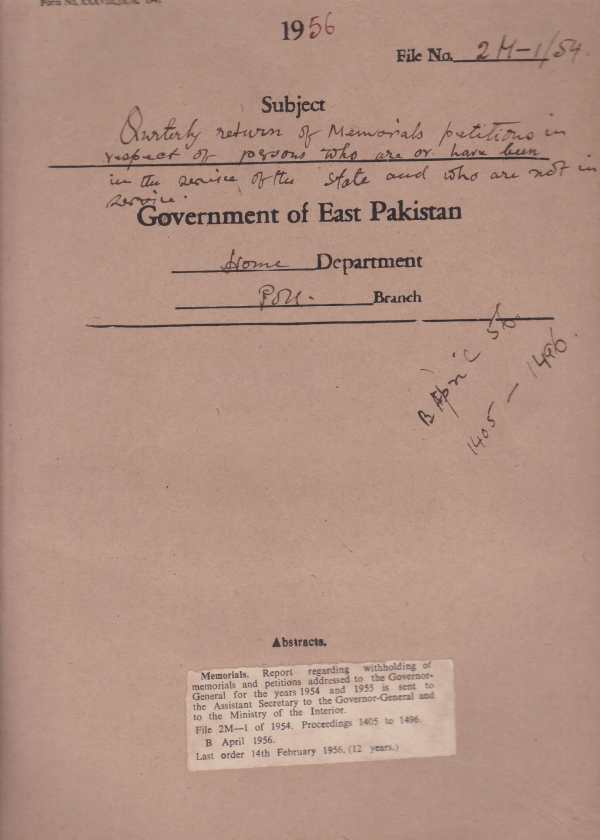 Form No.
1956
File No. 2M-1/54.
Subject
Qurterly return of Memorials petitions in
respect of persons who are or have been
in the service of the State and who are not in
service.
Government of East Pakistan
Home Department
Poll. Branch
B April 56
1405 - 1496.
Abstracts.
Memorials. Report regarding withholding of
memorials and petitions addressed to the Governor-
General for the years 1954 and 1955 is sent to
the Assistant Secretary to the Governor-General and
to the Ministry of the Interior.
File 2M—1 of 1954. Proceedings 1405 to 1496.
B April 1956.
Last order 14th February 1956. (12 years.)